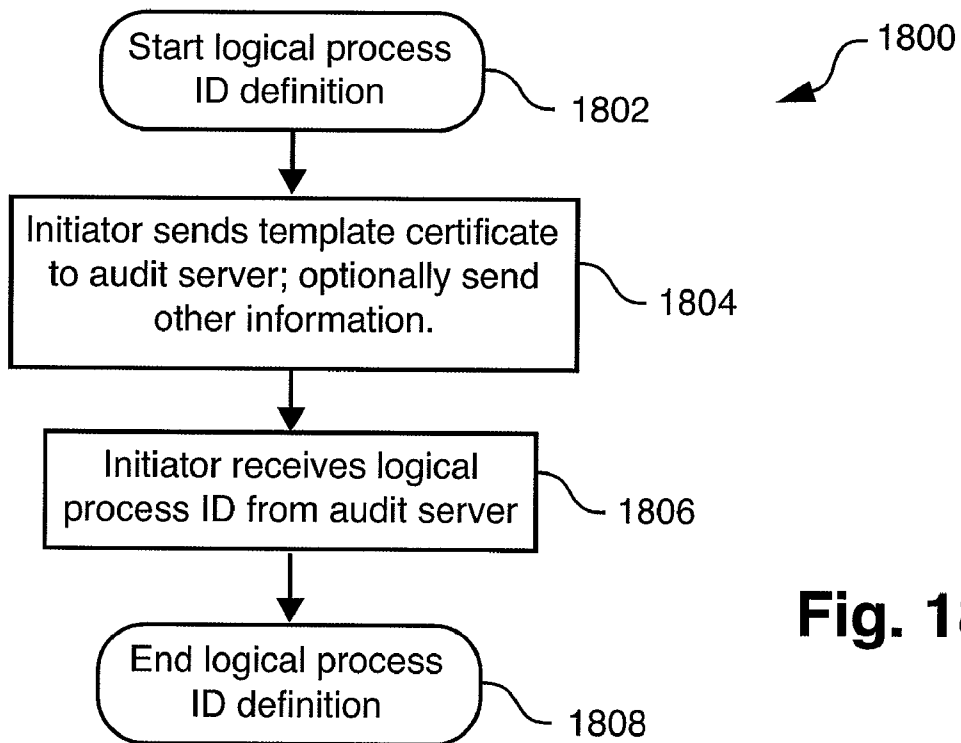 Start logical process
ID definition
1800
1802
Initiator sends template certificate
to audit server; optionally send
other information.
1804
Initiator receives logical
process ID from audit server
1806
Fig.
End logical process
ID definition
1808